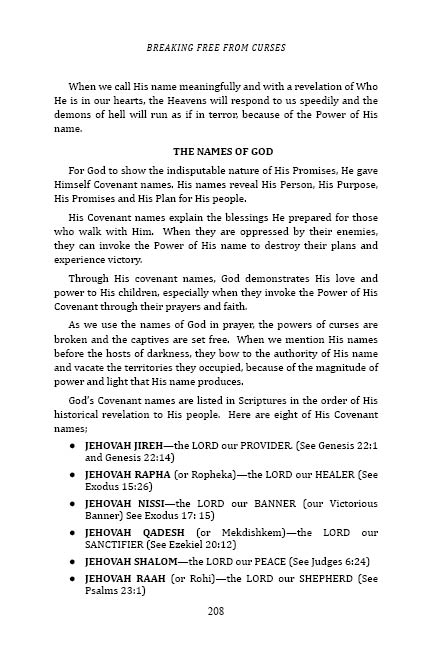 BREAKING FREE FROM CURSES
When we call His name meaningfully and with a revelation of Who
He is in our hearts, the Heavens will respond to us speedily and the
demons of hell will run as if in terror, because of the Power of His
name.
THE NAMES OF GOD
For God to show the indisputable nature of His Promises, He gave
Himself Covenant names. His names reveal His Person, His Purpose,
His Promises and His Plan for His people.
His Covenant names explain the blessings He prepared for those
who walk with Him. When they are oppressed by their enemies,
they can invoke the Power of His name to destroy their plans and
experience victory.
Through His covenant names, God demonstrates His love and
power to His children, especially when they invoke the Power of His
Covenant through their prayers and faith.
As we use the names of God in prayer, the powers of curses are
broken and the captives are set free. When we mention His names
before the hosts of darkness, they bow to the authority of His name
and vacate the territories they occupied, because of the magnitude of
power and light that His name produces.
God's Covenant names are listed in Scriptures in the order of His
historical revelation to His people. Here are eight of His Covenant
names;
● JEHOVAH JIREH—the LORD our PROVIDER. (See Genesis 22:1
and Genesis 22:14)
● JEHOVAH RAPHA (or Ropheka)—the LORD our HEALER (See
Exodus 15:26)
● JEHOVAH NISSI—the LORD our BANNER (our Victorious
Banner) See Exodus 17: 15)
● JEHOVAH QADESH (or Mekdishkem)—the LORD our
SANCTIFIER (See Ezekiel 20:12)
● JEHOVAH SHALOM—the LORD our PEACE (See Judges 6:24)
● JEHOVAH RAAH (or Rohi)—the LORD our SHEPHERD (See
Psalms 23:1)
208